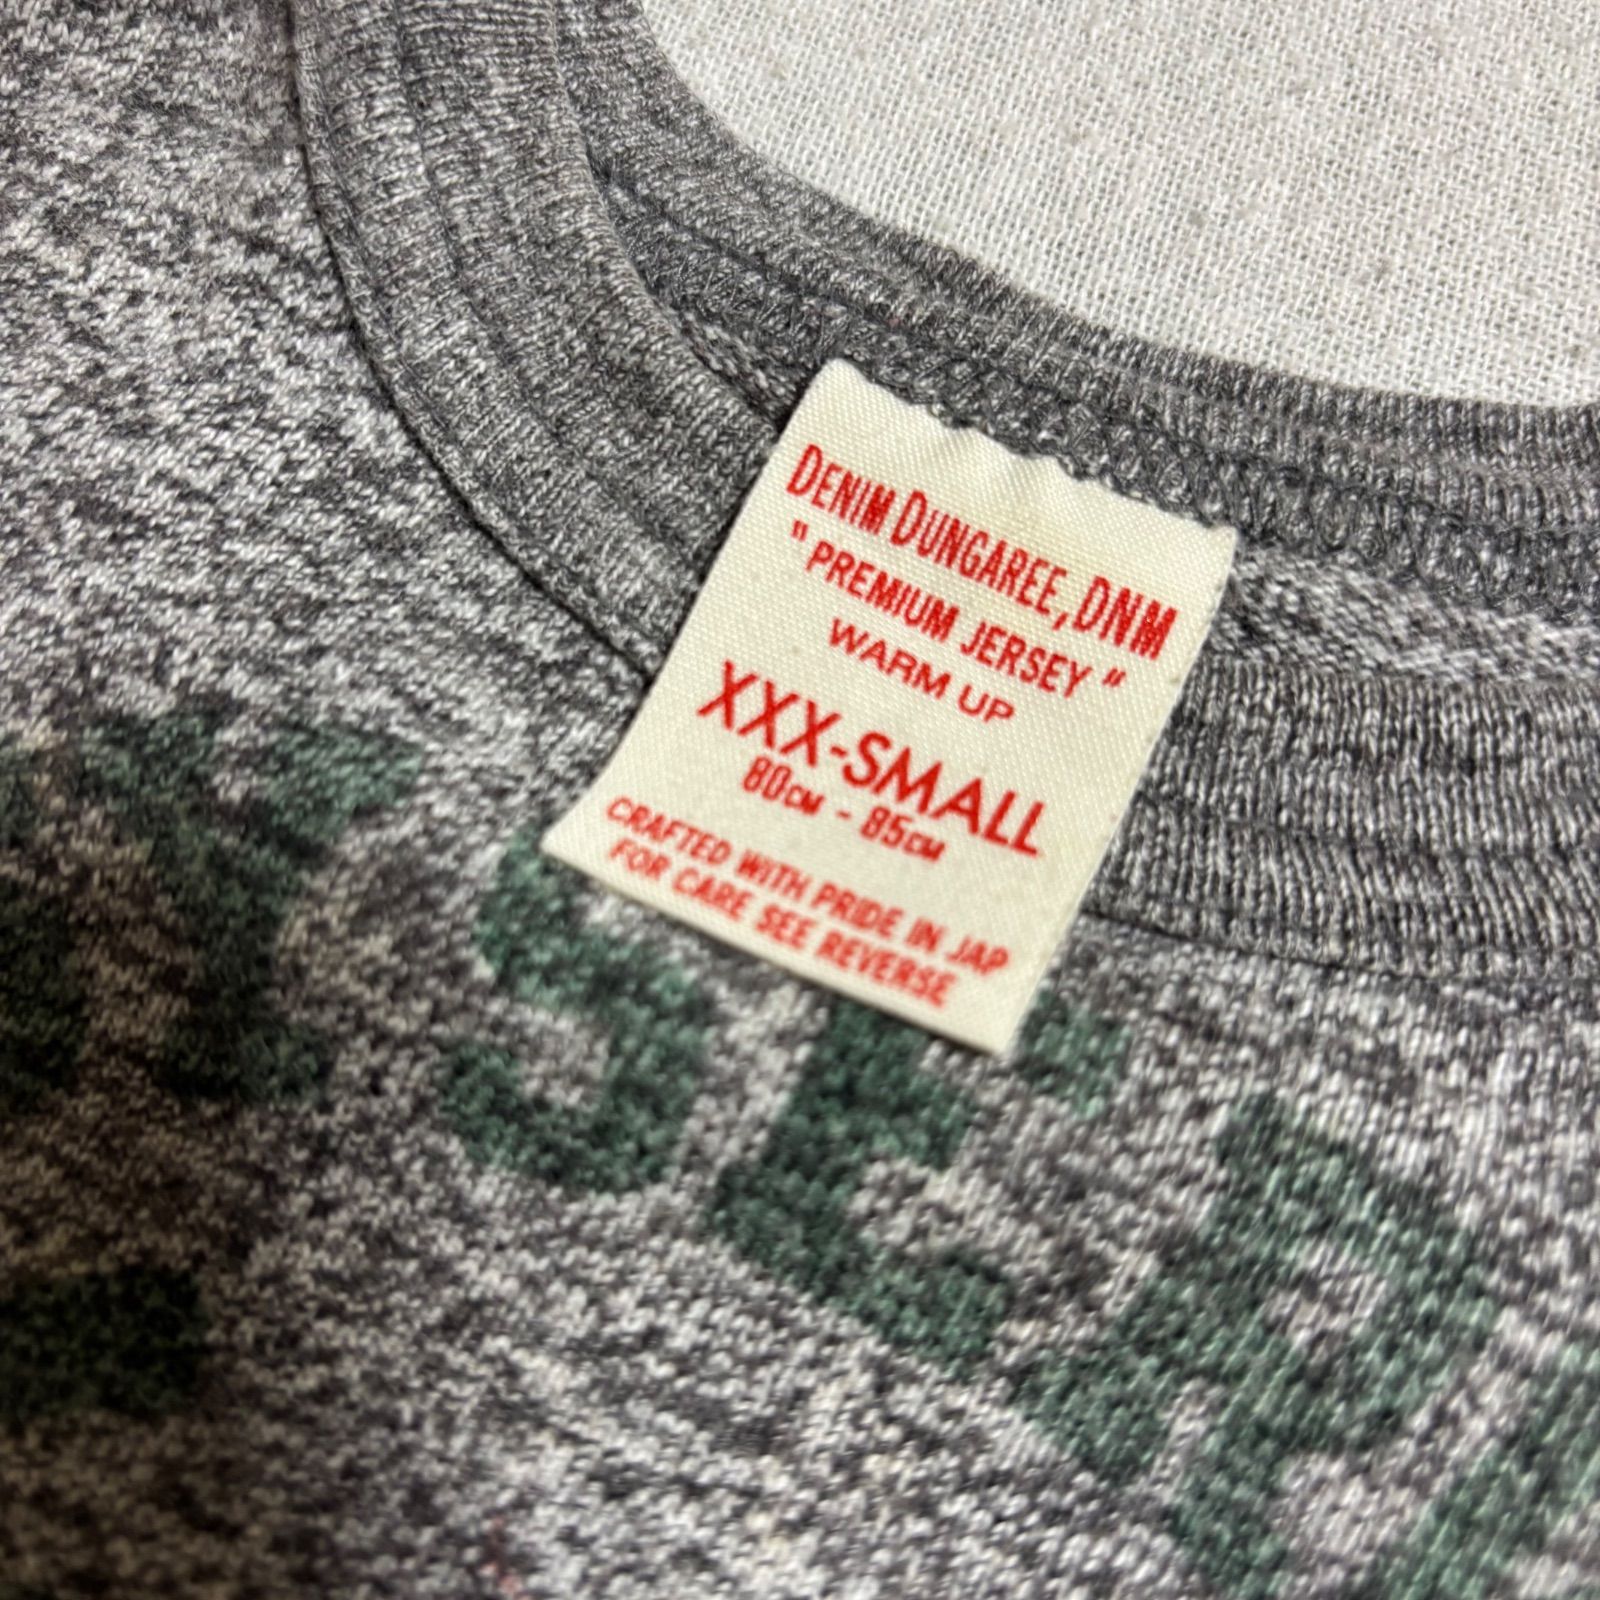 DENIM DUNGAREE, DNM
"PREMIUM JERSEY"
WARM UP
XXX-SMALL
80CM - 85CM
CRAFTED WITH PRIDE IN JAP
FOR CARE SEE REVERSE